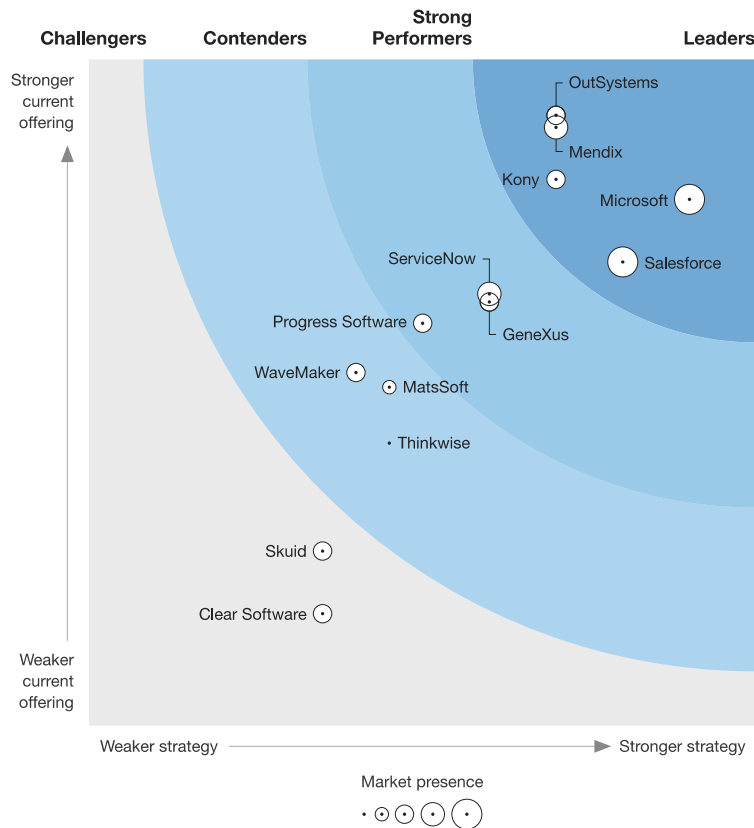 Challengers
Contenders
Strong
Performers
Leaders
Stronger
current
offering
OutSystems
Mendix
Kony
Microsoft
ServiceNow
Salesforce
Progress Software
GeneXus
WaveMaker
MatsSoft
Thinkwise
Skuid
Clear Software
Weaker
current
offering
Weaker strategy
Stronger strategy
Market presence